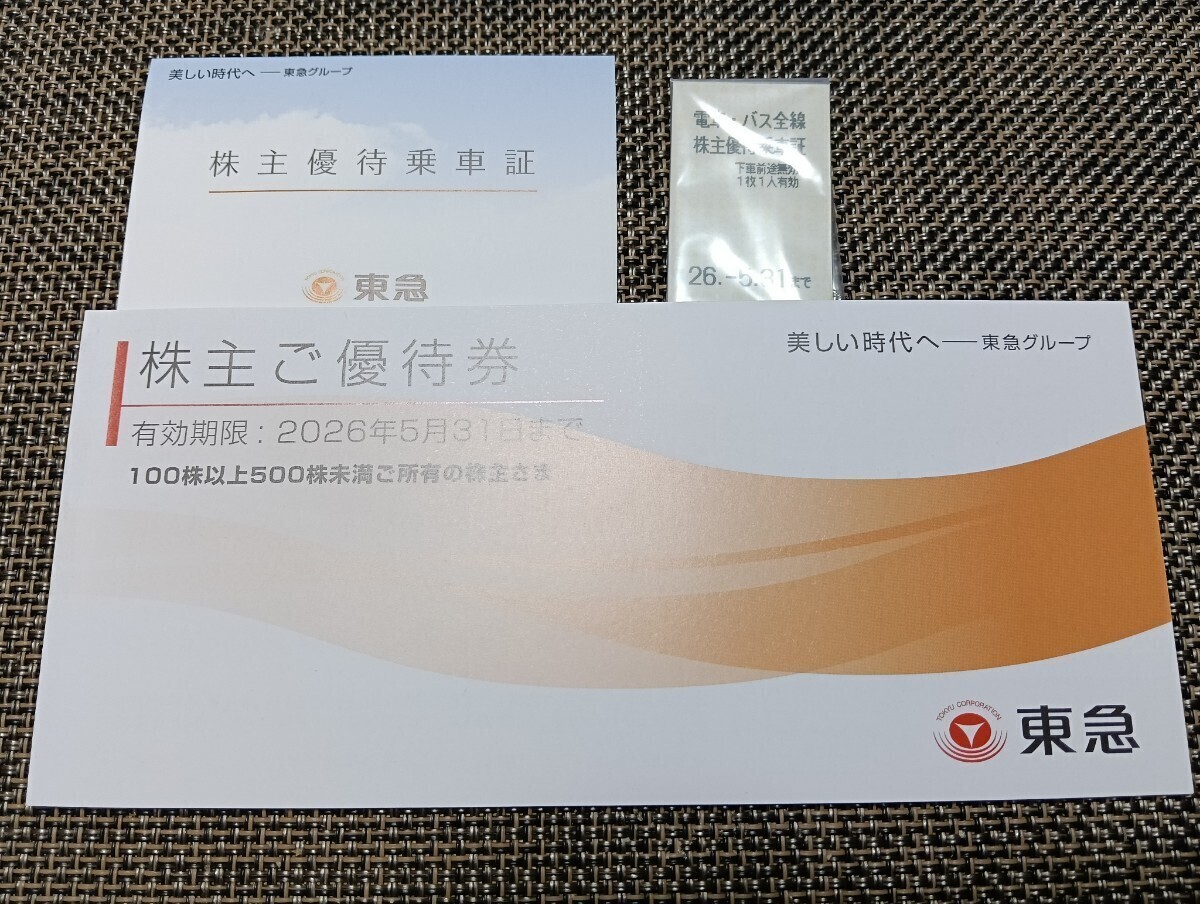 美しい時代へ — 東急グループ
株主優待乗車証
東急
電車・バス全線
株主優待乗車証
下車前途無効
1枚1人有効
26.-5.31まで
株主ご優待券
美しい時代へ — 東急グループ
有効期限：2026年5月31日まで
100株以上500株未満ご所有の株主さま
TOKYU CORPORATION
東急